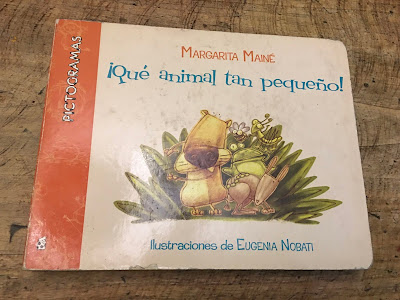 MARGARITA MAINÉ
¡Qué animal tan pequeño!
PICTOGRAMAS
Ilustraciones de EUGENIA NOBATI